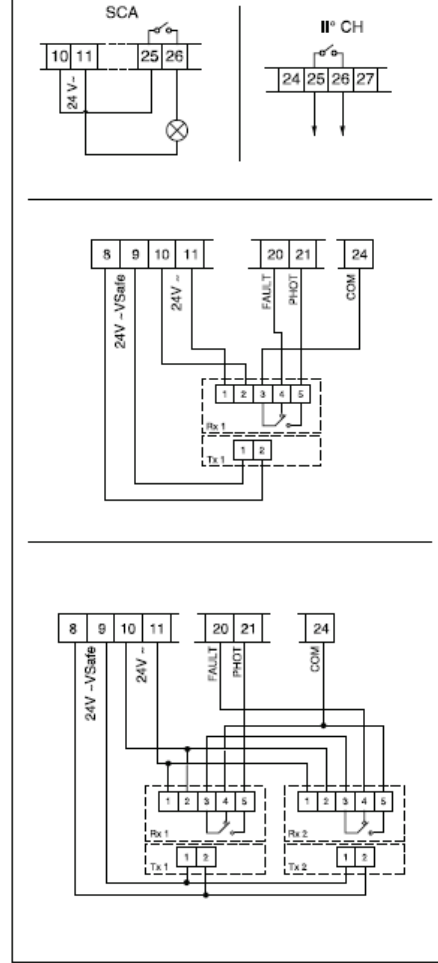 SCA
II° CH
10 11 25 26
24 25 26 27
24 V~
8 9 10 11 20 21 24
24V ~VSafe
24V ~
FAULT
PHOT
COM
1 2 3 4 5
Rx 1
1 2
Tx 1
8 9 10 11 20 21 24
24V ~VSafe
24V ~
FAULT
PHOT
COM
1 2 3 4 5
1 2 3 4 5
Rx 1
Rx 2
1 2
1 2
Tx 1
Tx 2